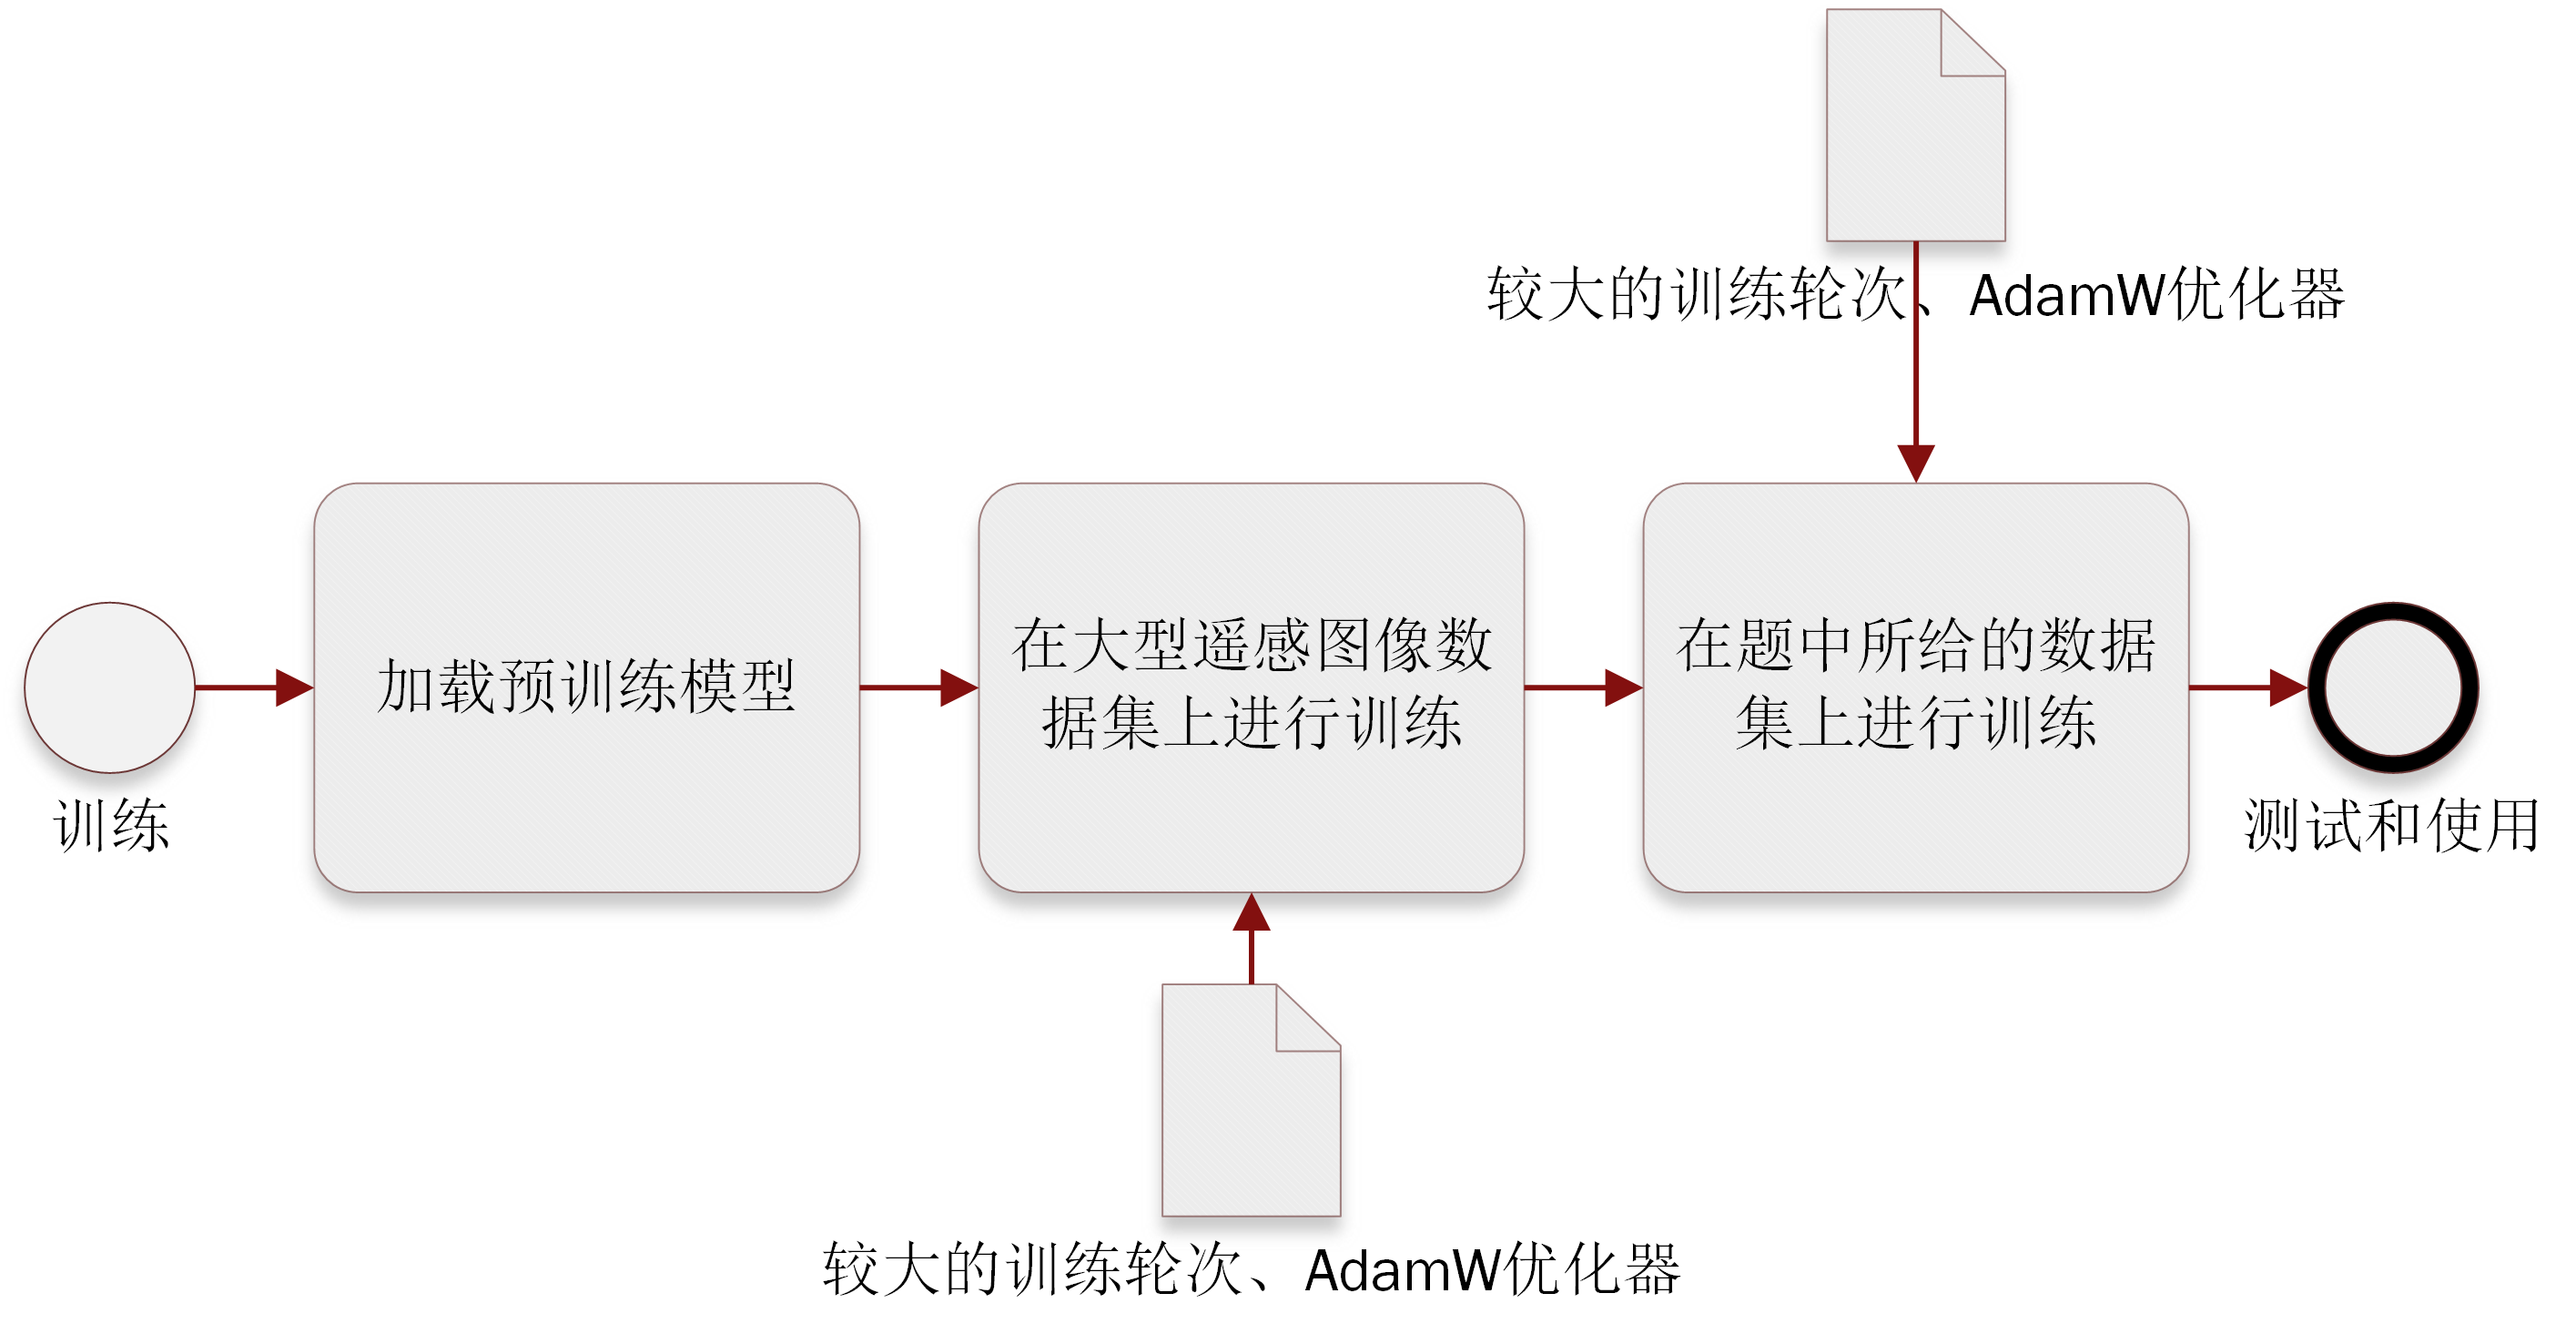 较大的训练轮次、AdamW优化器
加载预训练模型
在大型遥感图像数
据集上进行训练
在题中所给的数据
集上进行训练
训练
测试和使用
较大的训练轮次、AdamW优化器